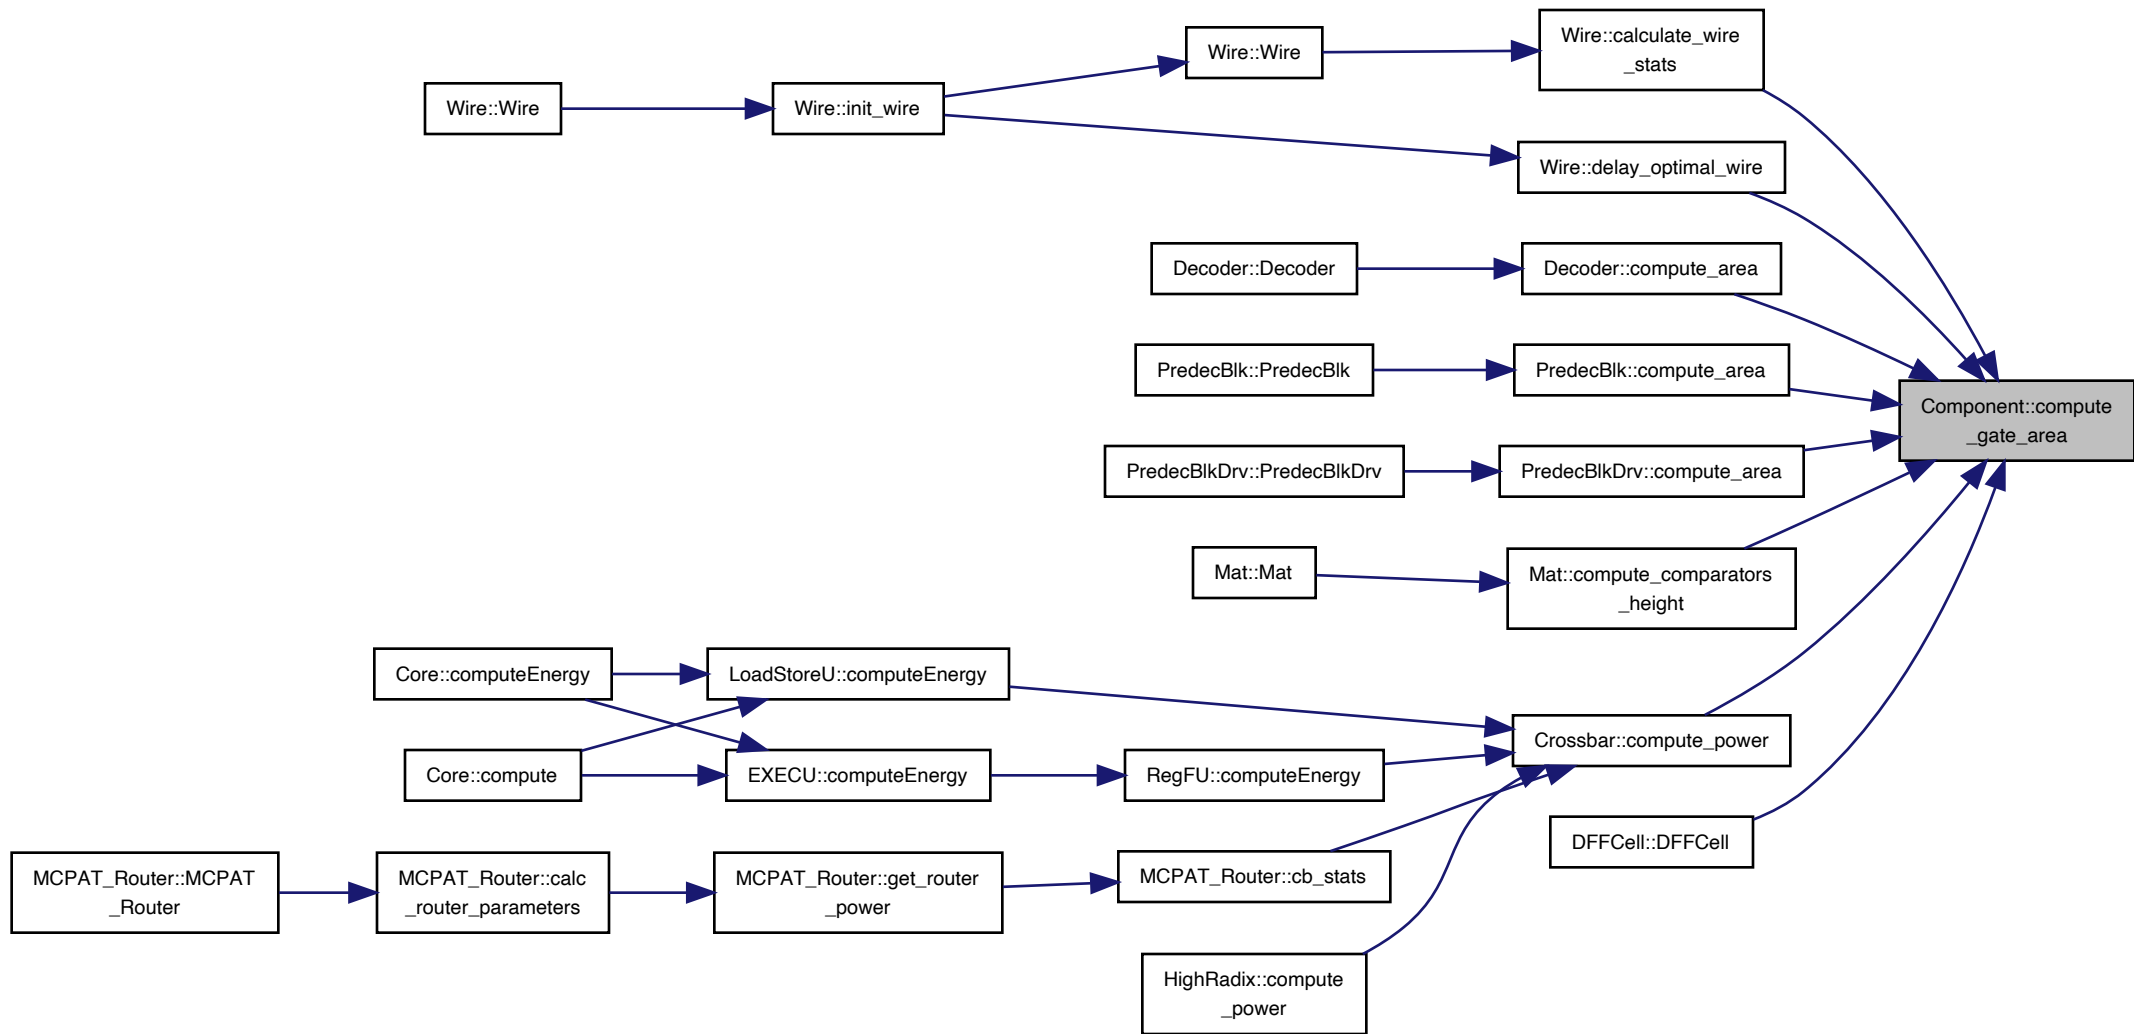 Wire::calculate_wire
_stats
Wire::Wire
Wire::init_wire
Wire::Wire
Wire::delay_optimal_wire
Decoder::Decoder
Decoder::compute_area
PredecBlk::PredecBlk
PredecBlk::compute_area
Component::compute
_gate_area
PredecBlkDrv::PredecBlkDrv
PredecBlkDrv::compute_area
Mat::Mat
Mat::compute_comparators
_height
Core::computeEnergy
LoadStoreU::computeEnergy
Crossbar::compute_power
Core::compute
EXECU::computeEnergy
RegFU::computeEnergy
DFFCell::DFFCell
MCPAT_Router::MCPAT
_Router
MCPAT_Router::calc
_router_parameters
MCPAT_Router::get_router
_power
MCPAT_Router::cb_stats
HighRadix::compute
_power